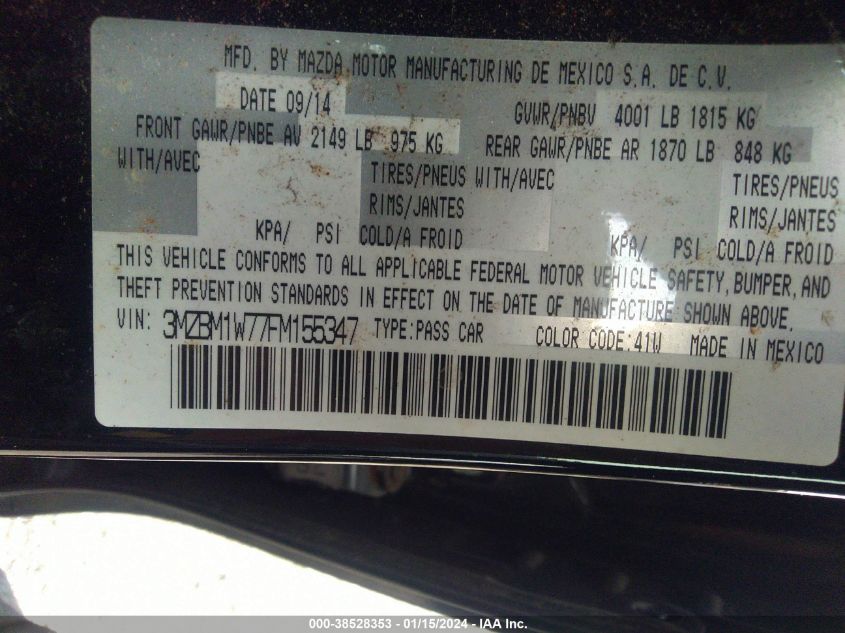 MFD. BY MAZDA MOTOR MANUFACTURING DE MEXICO S.A. DE C.V.
DATE 09/14 GVWR/PNBV 4001 LB 1815 KG
FRONT GAWR/PNBE AV 2149 LB 975 KG REAR GAWR/PNBE AR 1870 LB 848 KG
WITH/AVEC TIRES/PNEUS WITH/AVEC TIRES/PNEUS
RIMS/JANTES RIMS/JANTES
KPA/ PSI COLD/A FROID KPA/ PSI COLD/A FROID
THIS VEHICLE CONFORMS TO ALL APPLICABLE FEDERAL MOTOR VEHICLE SAFETY, BUMPER, AND
THEFT PREVENTION STANDARDS IN EFFECT ON THE DATE OF MANUFACTURE SHOWN ABOVE.
VIN: 3MZBM1W77FM155347 TYPE:PASS CAR COLOR CODE:41W MADE IN MEXICO
000-38528353 - 01/15/2024 - IAA Inc.